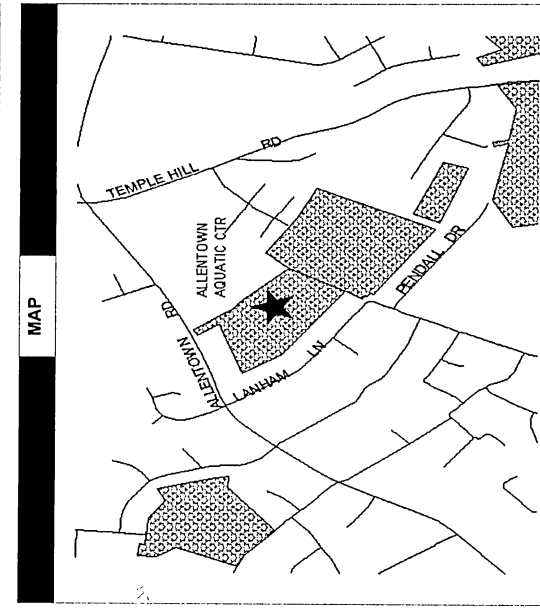 MAP
TEMPLE HILL RD
ALLENTOWN
AQUATIC CTR
ALLENTOWN RD
LANHAM LN
PENDALL DR